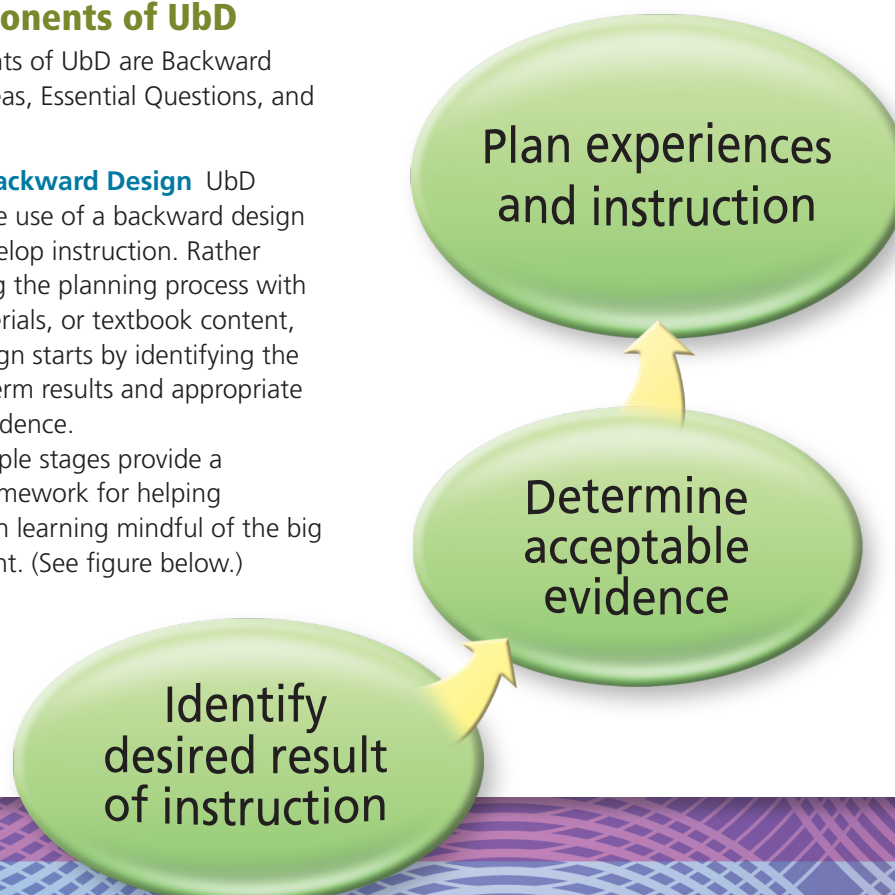 onents of UbD
nts of UbD are Backward
eas, Essential Questions, and
ackward Design UbD
e use of a backward design
elop instruction. Rather
g the planning process with
erials, or textbook content,
ign starts by identifying the
erm results and appropriate
idence.
ple stages provide a
mework for helping
n learning mindful of the big
nt. (See figure below.)
Plan experiences
and instruction
Determine
acceptable
evidence
Identify
desired result
of instruction